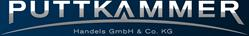 PUTTKAMMER
Handels GmbH & Co. KG